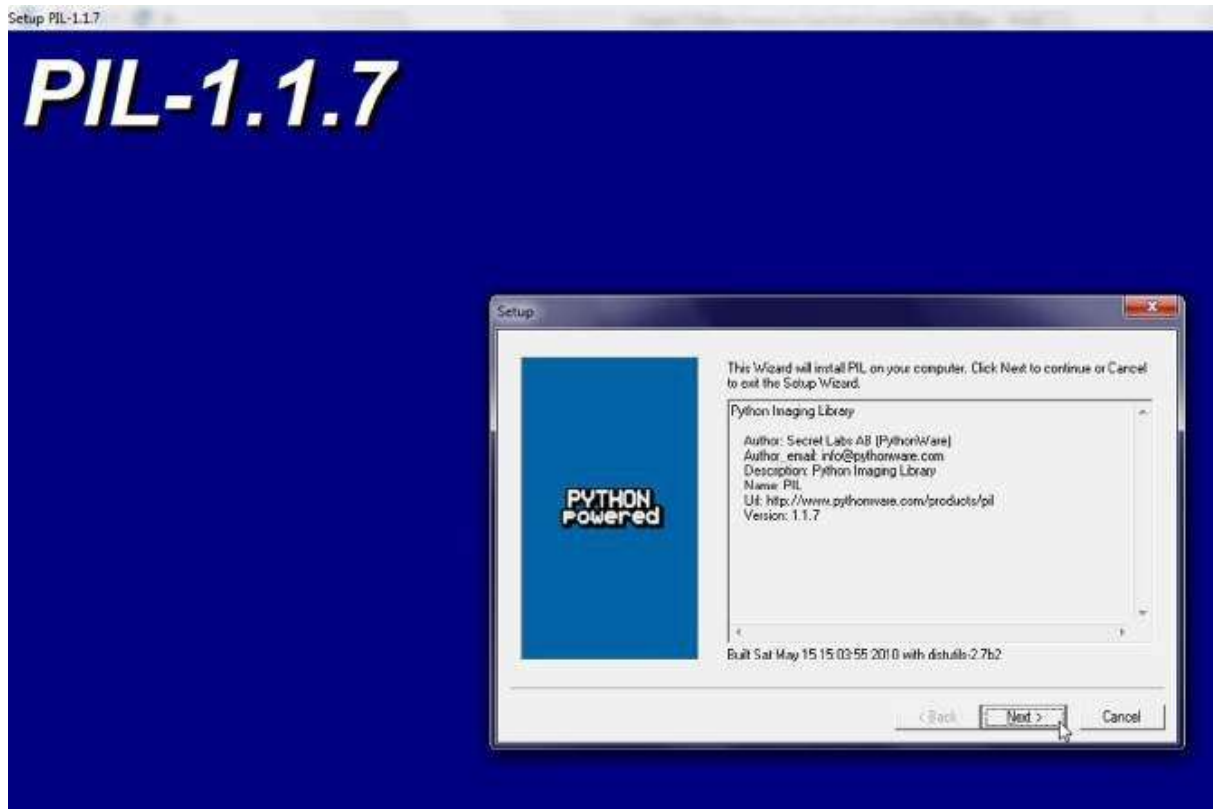 Setup PIL-1.1.7
PIL-1.1.7
Setup
This Wizard will install PIL on your computer. Click Next to continue or Cancel
to exit the Setup Wizard.
Python Imaging Library
Author: Secret Labs AB (PythonWare)
Author_email: info@pythonware.com
Description: Python Imaging Library
Name: PIL
Url: http://www.pythonware.com/products/pil
Version: 1.1.7
PYTHON
Powered
Built Sat May 15 15:03:55 2010 with distutils-2.7b2
< Back
Next >
Cancel